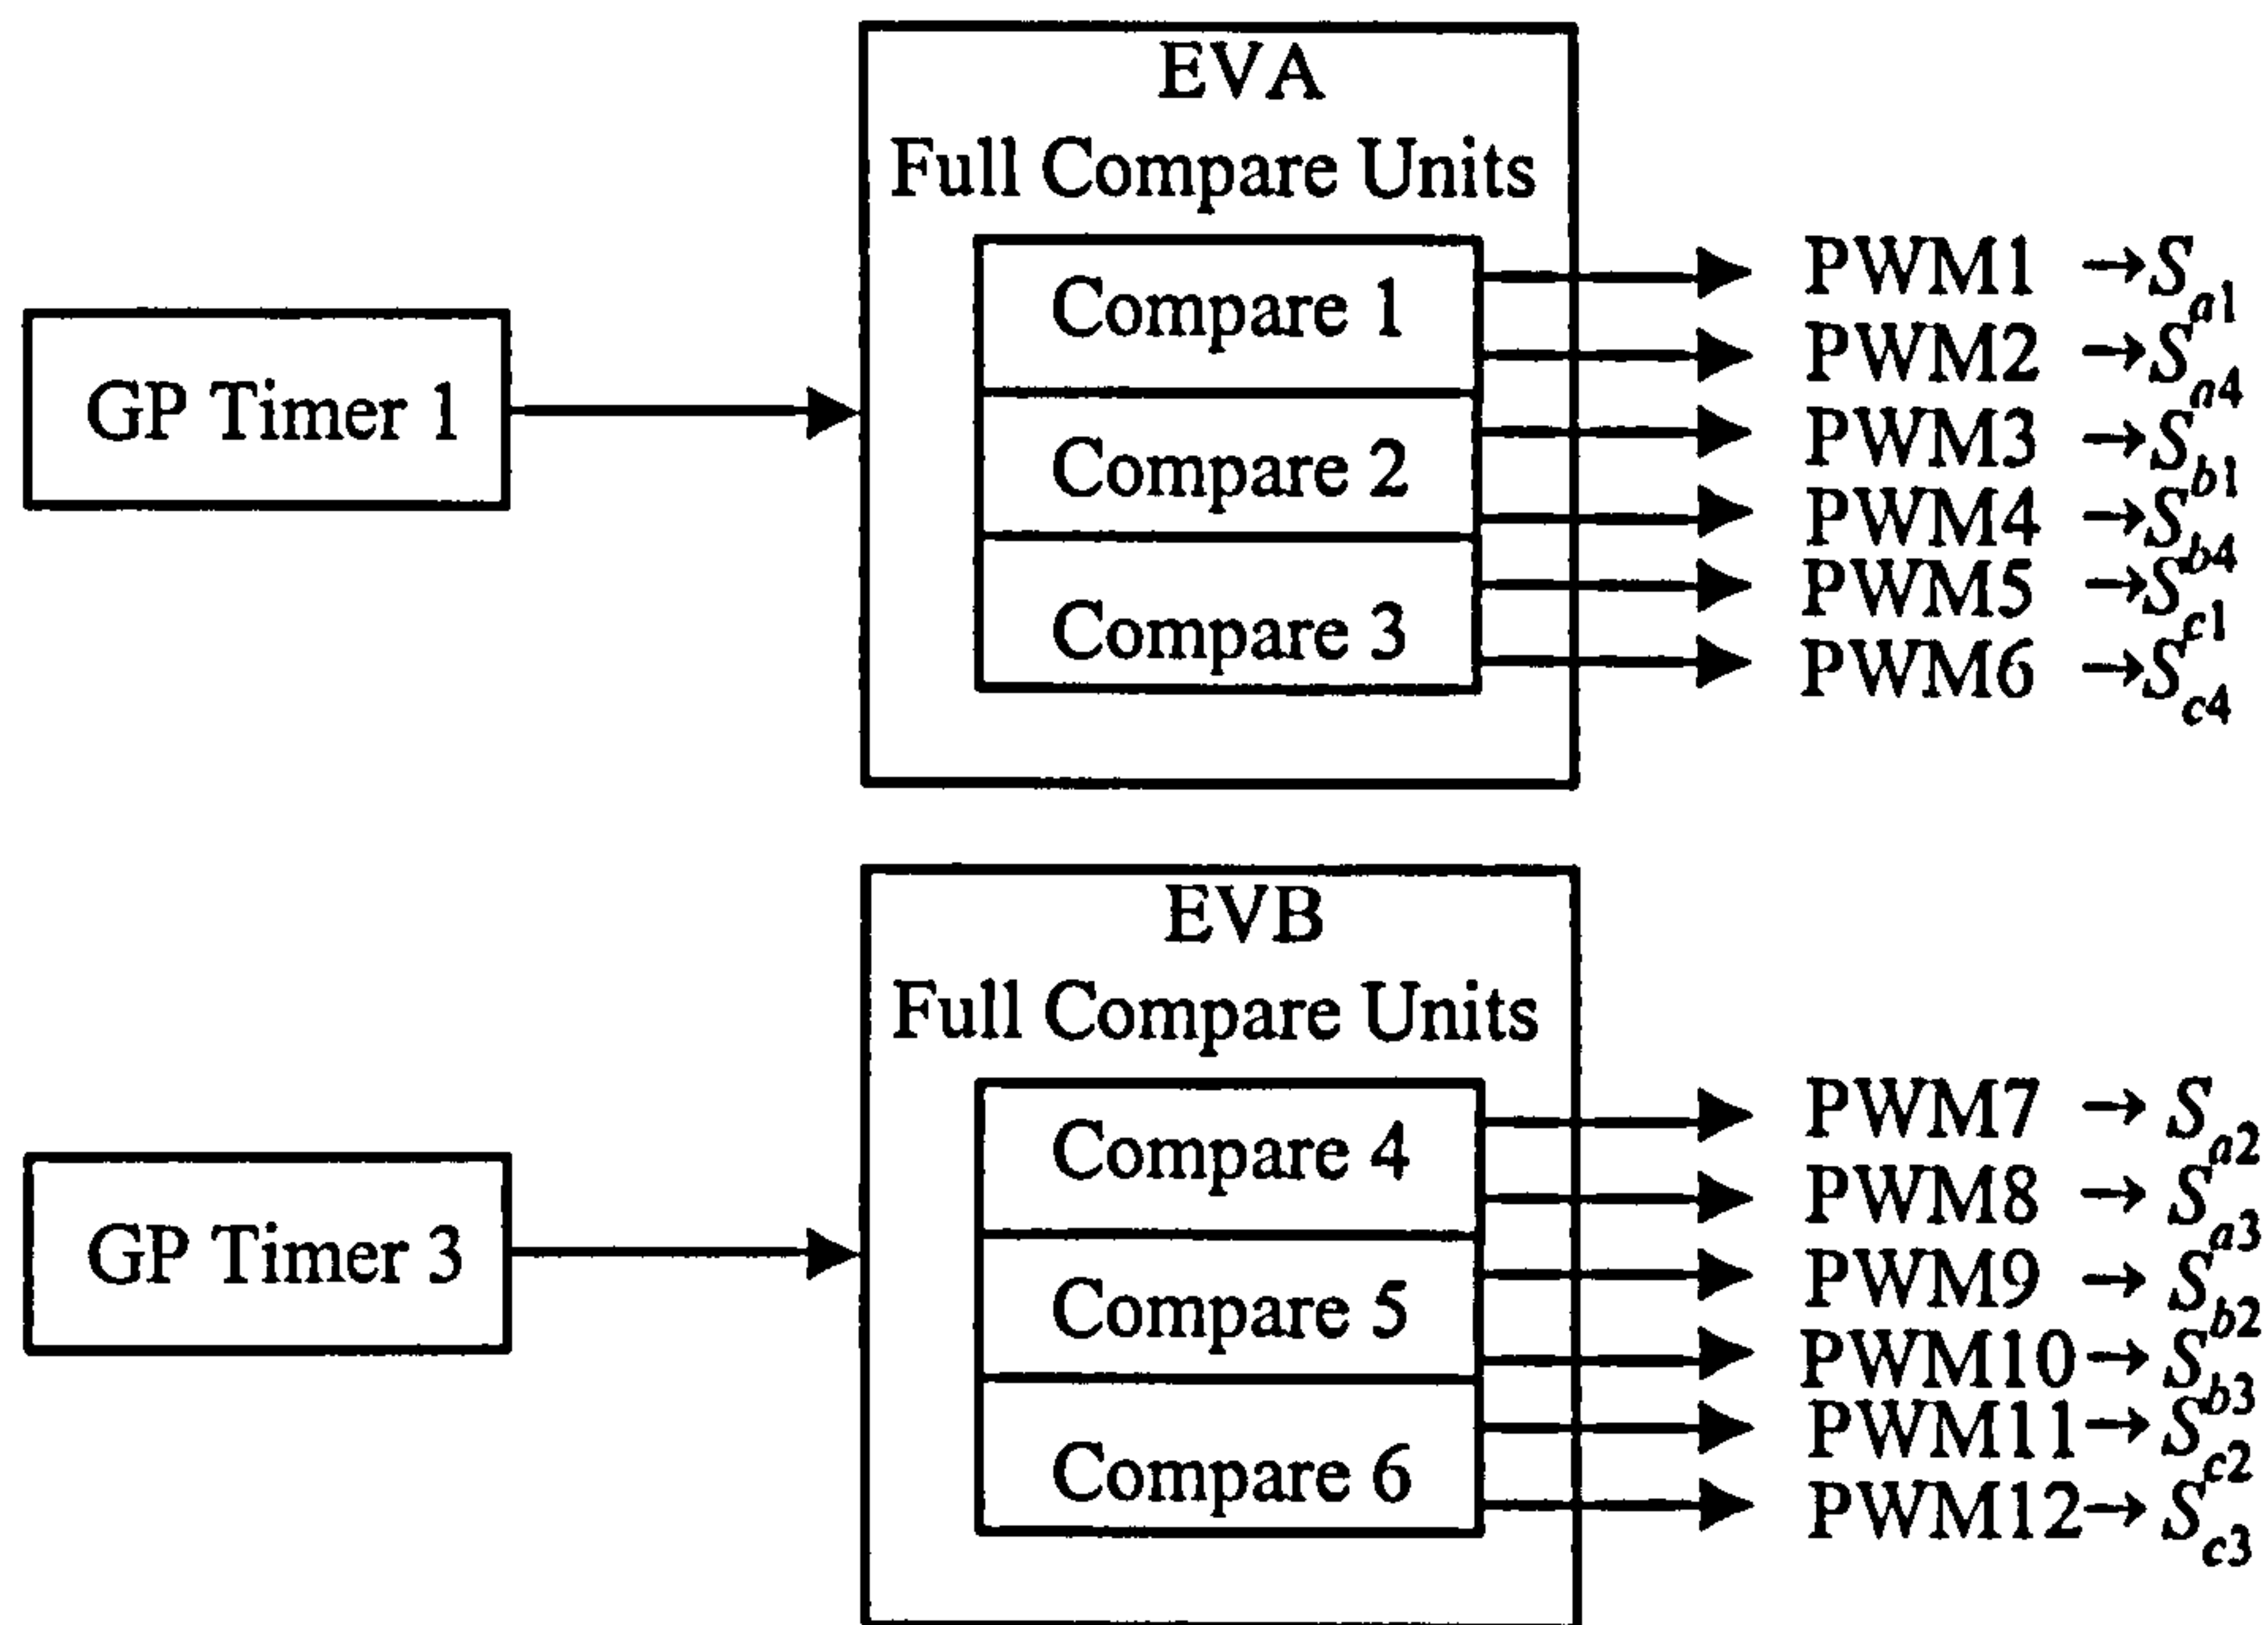 EVA
Full Compare Units
GP Timer 1
Compare 1
Compare 2
Compare 3
PWM1 → Sa1
PWM2 → Sa4
PWM3 → Sb1
PWM4 → Sb4
PWM5 → Sc1
PWM6 → Sc4
EVB
Full Compare Units
GP Timer 3
Compare 4
Compare 5
Compare 6
PWM7 → Sa2
PWM8 → Sa3
PWM9 → Sb2
PWM10 → Sb3
PWM11 → Sc2
PWM12 → Sc3